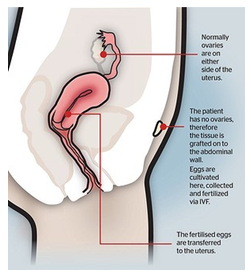 Normally
ovaries
are on
either
side of the
uterus.
The patient
has no ovaries,
therefore
the tissue is
grafted on to
the abdominal
wall.
Eggs are
cultivated
here, collected
and fertilized
via IVF.
The fertilised eggs
are transferred
to the uterus.